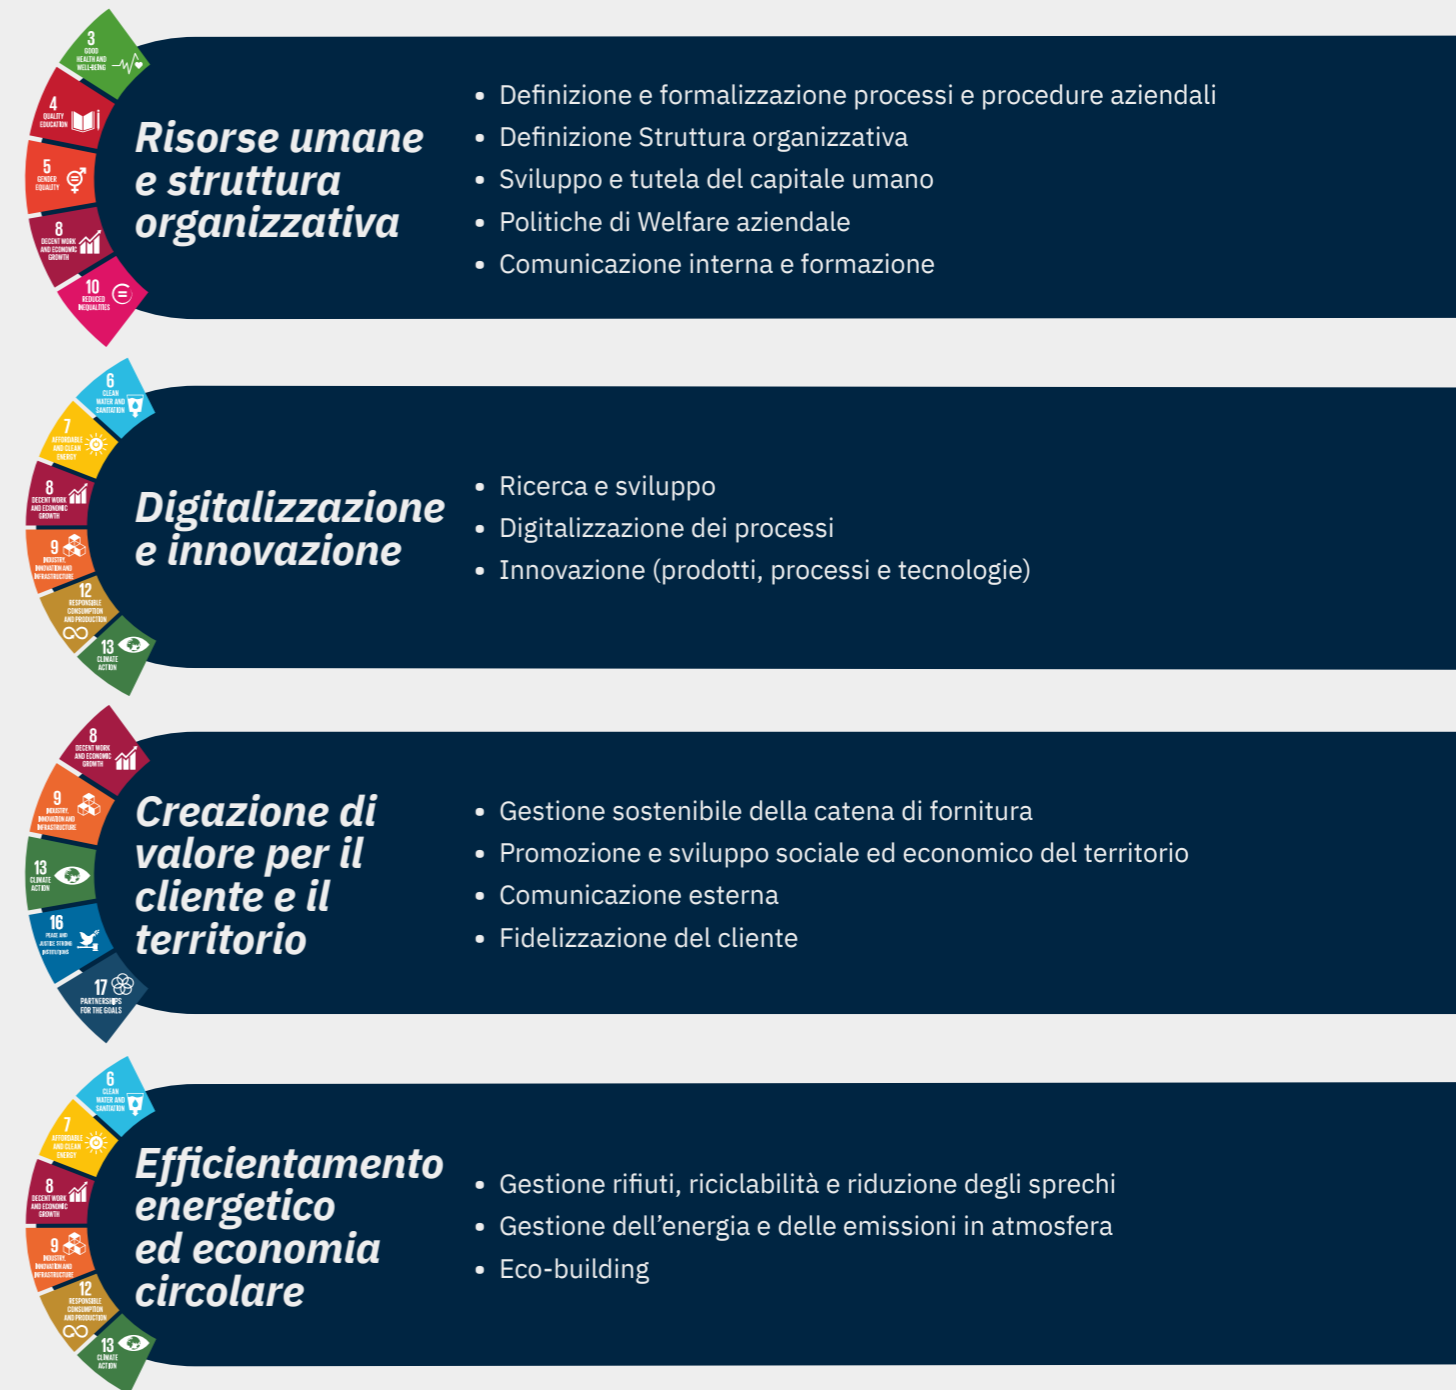 3
GOOD
HEALTH AND
WELL-BEING
4
QUALITY
EDUCATION
5
GENDER
EQUALITY
8
DECENT WORK
AND ECONOMIC
GROWTH
10
REDUCED
INEQUALITIES
Risorse umane
e struttura
organizzativa
• Definizione e formalizzazione processi e procedure aziendali
• Definizione Struttura organizzativa
• Sviluppo e tutela del capitale umano
• Politiche di Welfare aziendale
• Comunicazione interna e formazione
6
CLEAN
WATER AND
SANITATION
7
AFFORDABLE
AND CLEAN
ENERGY
8
DECENT WORK
AND ECONOMIC
GROWTH
9
INDUSTRY,
INNOVATION AND
INFRASTRUCTURE
12
RESPONSIBLE
CONSUMPTION
AND PRODUCTION
13
CLIMATE
ACTION
Digitalizzazione
e innovazione
• Ricerca e sviluppo
• Digitalizzazione dei processi
• Innovazione (prodotti, processi e tecnologie)
8
DECENT WORK
AND ECONOMIC
GROWTH
9
INDUSTRY,
INNOVATION AND
INFRASTRUCTURE
13
CLIMATE
ACTION
16
PEACE AND
JUSTICE STRONG
INSTITUTIONS
17
PARTNERSHIPS
FOR THE GOALS
Creazione di
valore per il
cliente e il
territorio
• Gestione sostenibile della catena di fornitura
• Promozione e sviluppo sociale ed economico del territorio
• Comunicazione esterna
• Fidelizzazione del cliente
6
CLEAN
WATER AND
SANITATION
7
AFFORDABLE
AND CLEAN
ENERGY
8
DECENT WORK
AND ECONOMIC
GROWTH
9
INDUSTRY,
INNOVATION AND
INFRASTRUCTURE
12
RESPONSIBLE
CONSUMPTION
AND PRODUCTION
13
CLIMATE
ACTION
Efficientamento
energetico
ed economia
circolare
• Gestione rifiuti, riciclabilità e riduzione degli sprechi
• Gestione dell’energia e delle emissioni in atmosfera
• Eco-building